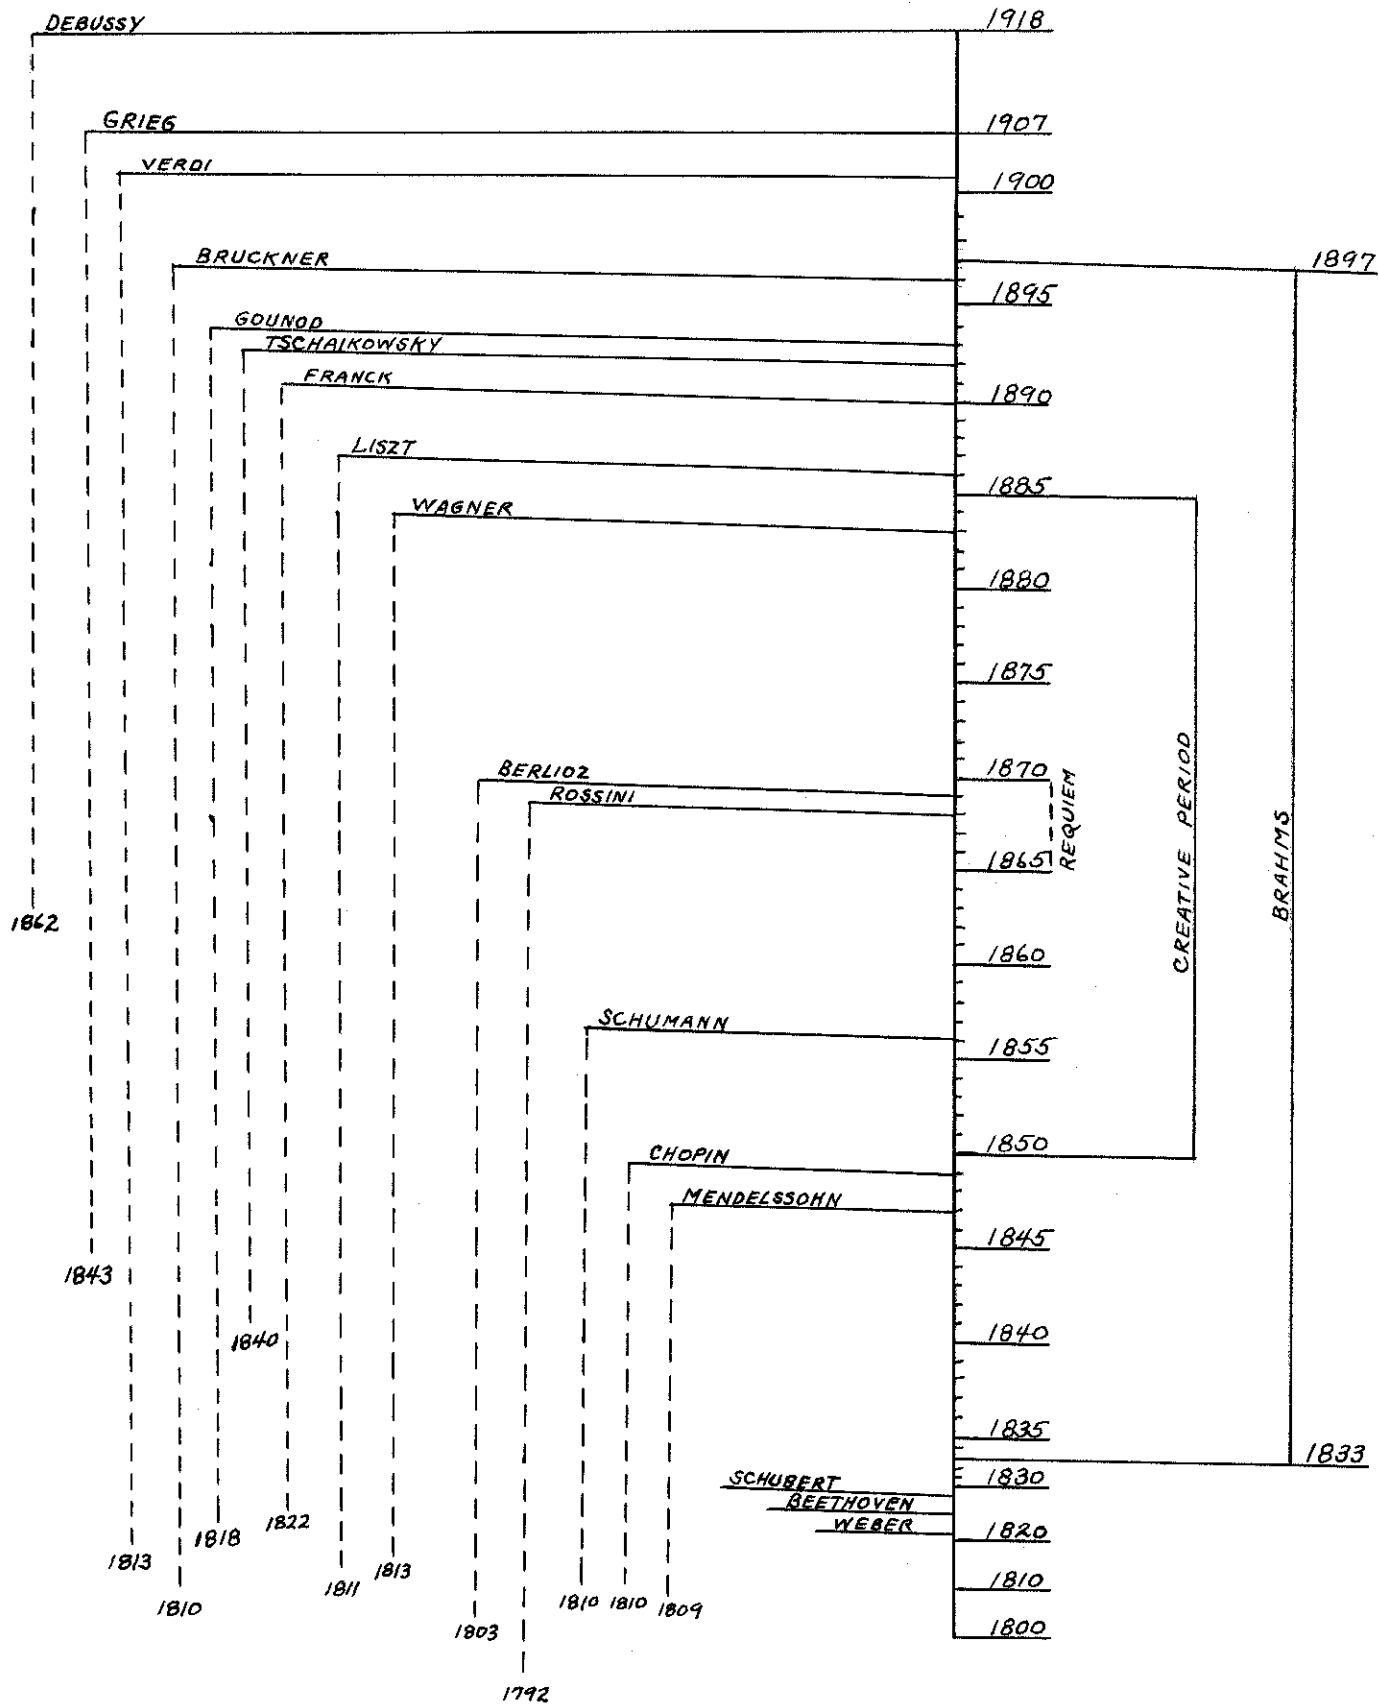 DEBUSSY
1918
GRIEG
1907
VERDI
1900
BRUCKNER
1897
1895
GOUNOD
TSCHAIKOWSKY
FRANCK
1890
LISZT
1885
WAGNER
1880
1875
CREATIVE PERIOD
BERLIOZ
1870
ROSSINI
REQUIEM
BRAHMS
1865
1862
1860
SCHUMANN
1855
CHOPIN
1850
MENDELSSOHN
1845
1843
1840
1840
1835
1833
SCHUBERT
1830
BEETHOVEN
WEBER
1820
1822
1818
1813
1813
1811
1810
1810
1810
1810
1809
1803
1800
1792